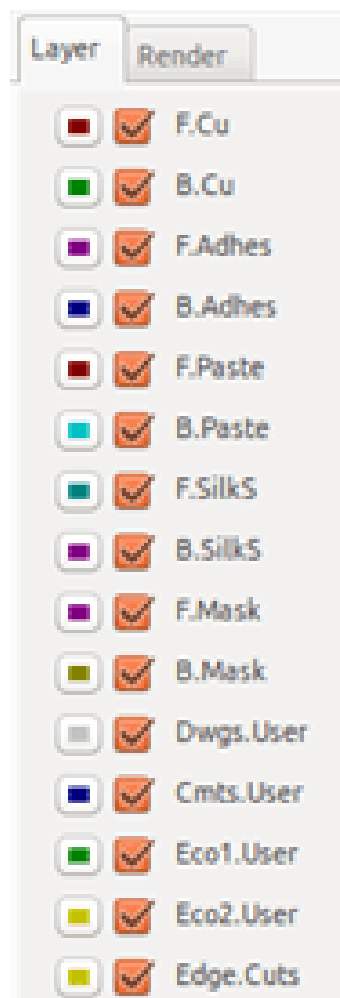 Layer Render
F.Cu
B.Cu
F.Adhes
B.Adhes
F.Paste
B.Paste
F.SilkS
B.SilkS
F.Mask
B.Mask
Dwgs.User
Cmts.User
Eco1.User
Eco2.User
Edge.Cuts